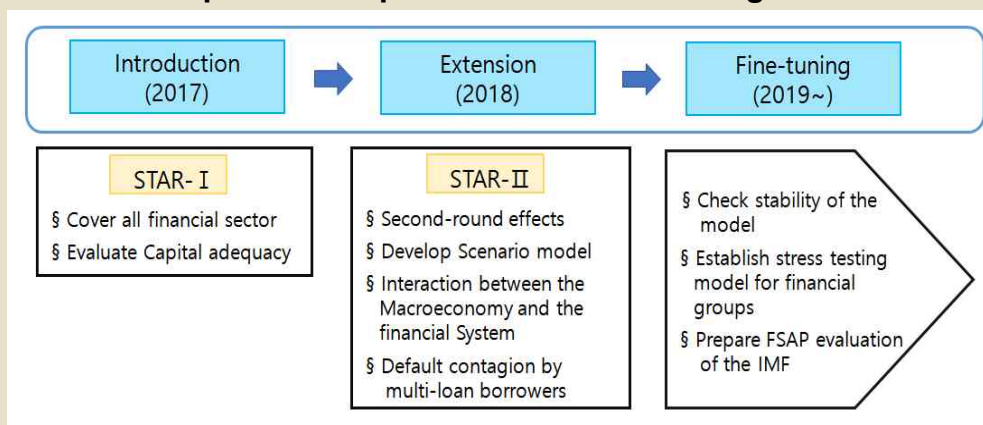 Introduction
(2017)
Extension
(2018)
Fine-tuning
(2019~)
STAR-Ⅰ
§ Cover all financial sector
§ Evaluate Capital adequacy
STAR-Ⅱ
§ Second-round effects
§ Develop Scenario model
§ Interaction between the
Macroeconomy and the
financial System
§ Default contagion by
multi-loan borrowers
§ Check stability of the
model
§ Establish stress testing
model for financial
groups
§ Prepare FSAP evaluation
of the IMF